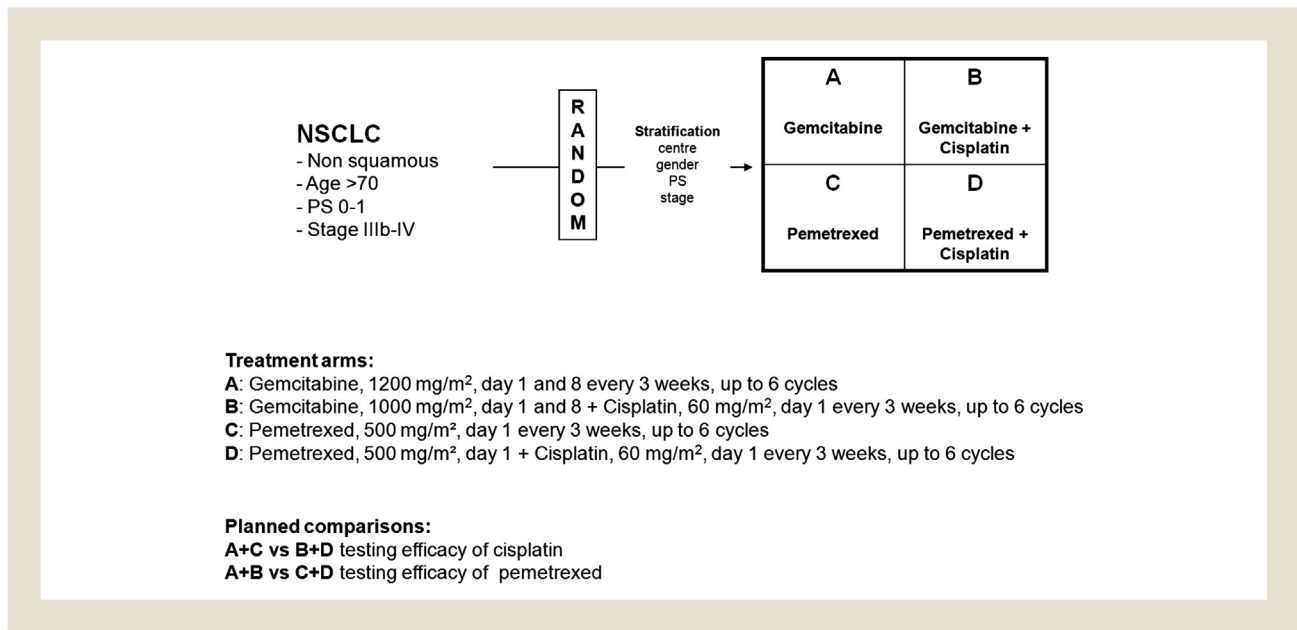 NSCLC
- Non squamous
- Age >70
- PS 0-1
- Stage IIIb-IV
RANDOM
Stratification
centre
gender
PS
stage
A
Gemcitabine
B
Gemcitabine +
Cisplatin
C
Pemetrexed
D
Pemetrexed +
Cisplatin
Treatment arms:
A: Gemcitabine, 1200 mg/m², day 1 and 8 every 3 weeks, up to 6 cycles
B: Gemcitabine, 1000 mg/m², day 1 and 8 + Cisplatin, 60 mg/m², day 1 every 3 weeks, up to 6 cycles
C: Pemetrexed, 500 mg/m², day 1 every 3 weeks, up to 6 cycles
D: Pemetrexed, 500 mg/m², day 1 + Cisplatin, 60 mg/m², day 1 every 3 weeks, up to 6 cycles
Planned comparisons:
A+C vs B+D testing efficacy of cisplatin
A+B vs C+D testing efficacy of pemetrexed